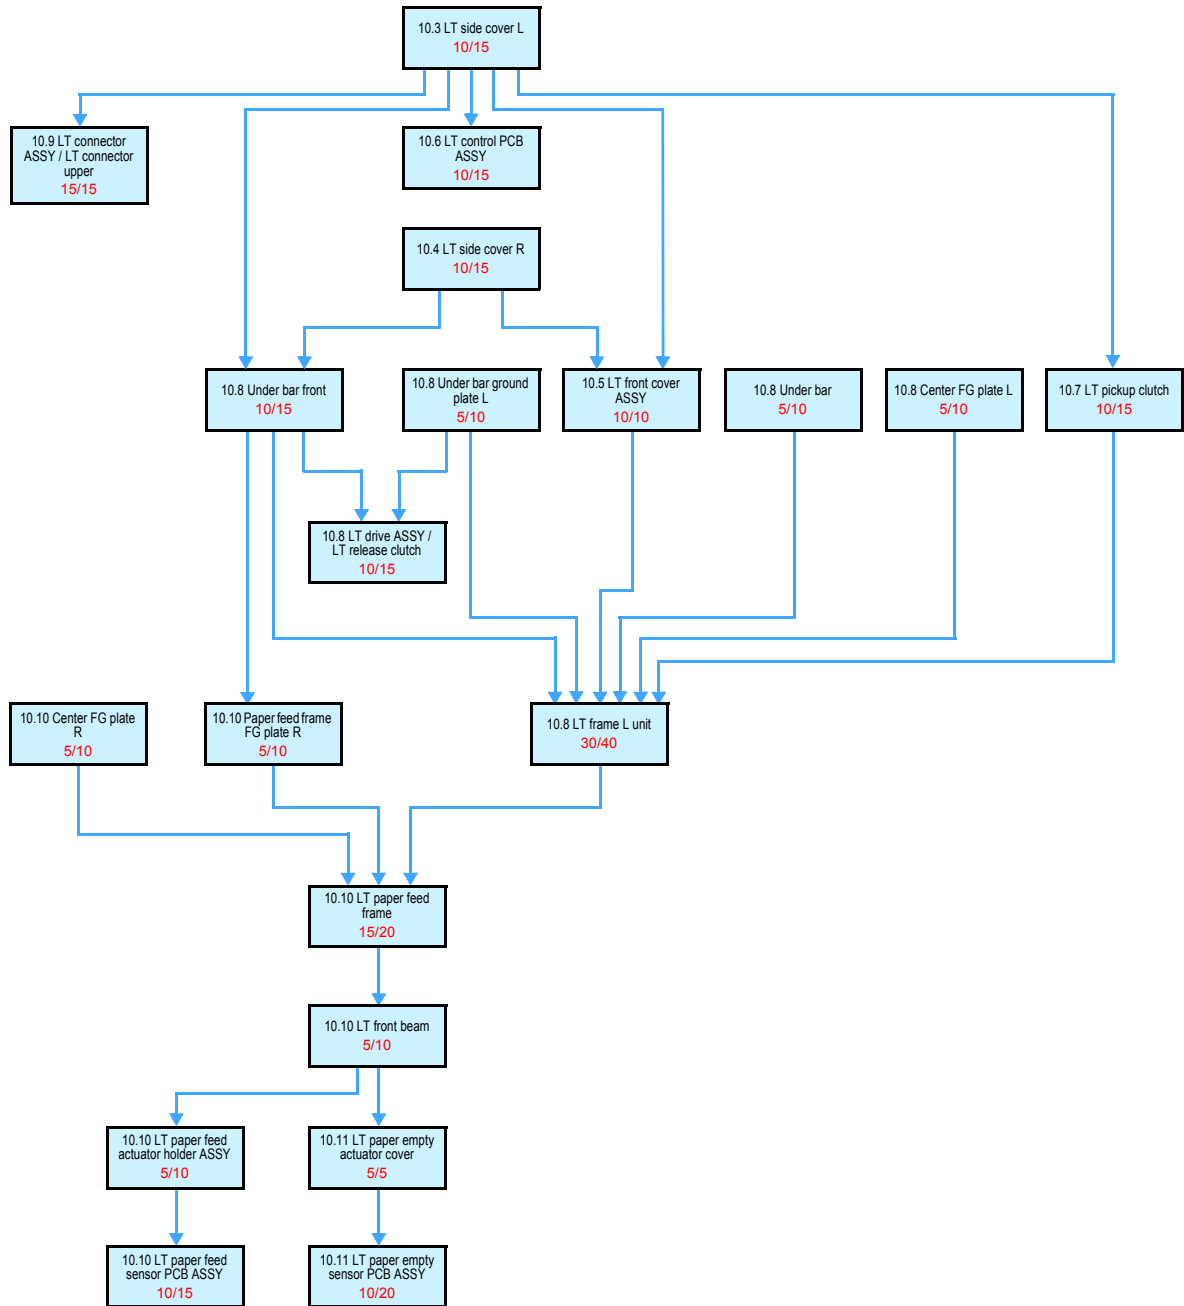 10.3 LT side cover L
10/15
10.9 LT connector
ASSY / LT connector
upper
15/15
10.6 LT control PCB
ASSY
10/15
10.4 LT side cover R
10/15
10.8 Under bar front
10/15
10.8 Under bar ground
plate L
5/10
10.5 LT front cover
ASSY
10/10
10.8 Under bar
5/10
10.8 Center FG plate L
5/10
10.7 LT pickup clutch
10/15
10.8 LT drive ASSY /
LT release clutch
10/15
10.10 Center FG plate
R
5/10
10.10 Paper feed frame
FG plate R
5/10
10.8 LT frame L unit
30/40
10.10 LT paper feed
frame
15/20
10.10 LT front beam
5/10
10.10 LT paper feed
actuator holder ASSY
5/10
10.11 LT paper empty
actuator cover
5/5
10.10 LT paper feed
sensor PCB ASSY
10/15
10.11 LT paper empty
sensor PCB ASSY
10/20